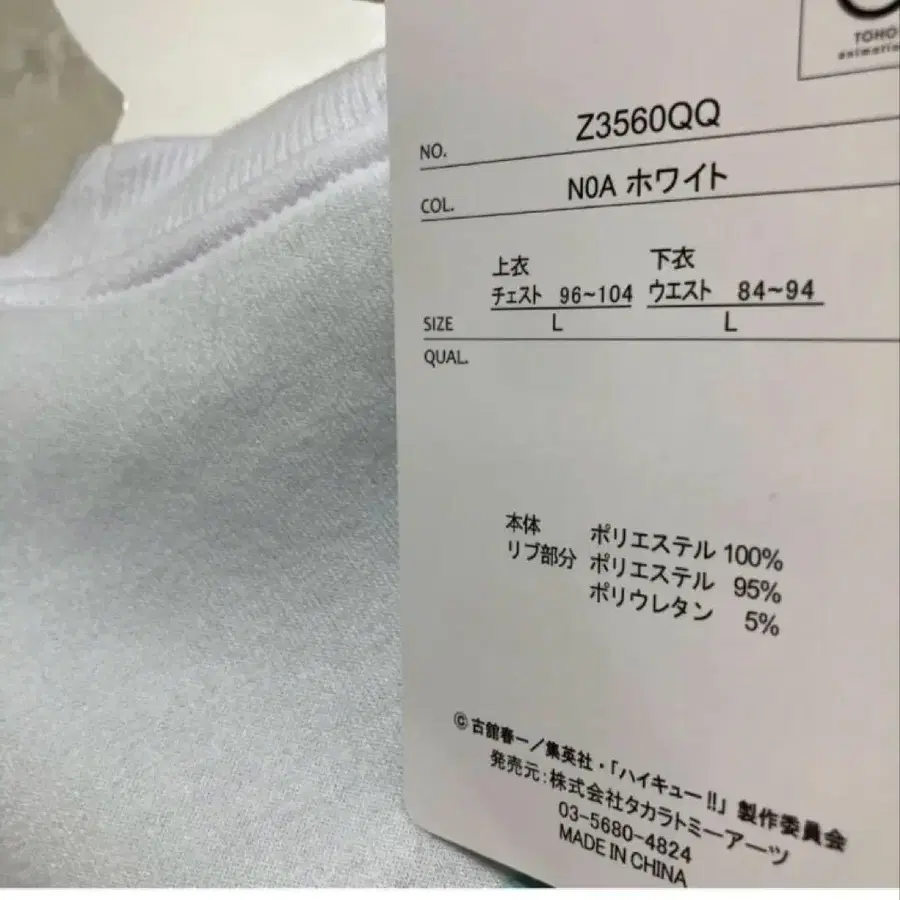 TOHO
animation
NO. Z3560QQ
COL. N0A ホワイト
上衣 下衣
チェスト 96~104 ウエスト 84~94
SIZE L L
QUAL.
本体 ポリエステル 100%
リブ部分 ポリエステル 95%
ポリウレタン 5%
©古舘春一/集英社・「ハイキュー!!」製作委員会
発売元:株式会社タカラトミーアーツ
03-5680-4824
MADE IN CHINA